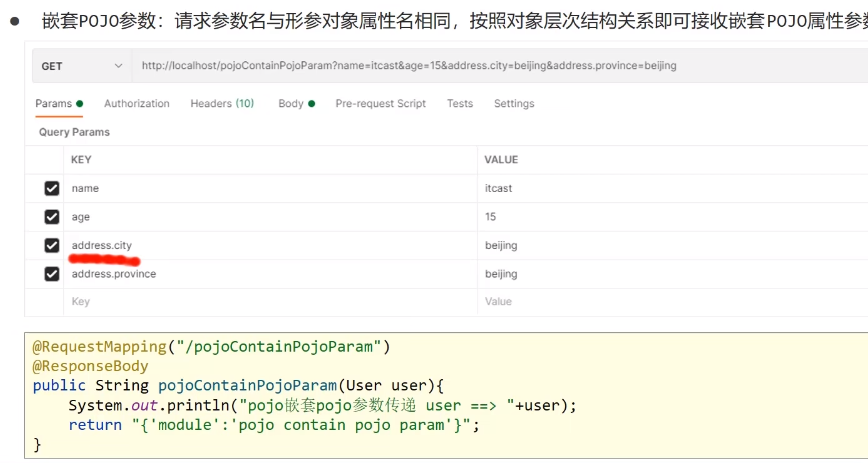 ● 嵌套POJO参数：请求参数名与形参对象属性名相同，按照对象层次结构关系即可接收嵌套POJO属性参
GET http://localhost/pojoContainPojoParam?name=itcast&age=15&address.city=beijing&address.province=beijing
Params Authorization Headers (10) Body Pre-request Script Tests Settings
Query Params
KEY VALUE
name itcast
age 15
address.city beijing
address.province beijing
Key Value
@RequestMapping("/pojoContainPojoParam")
@ResponseBody
public String pojoContainPojoParam(User user){
    System.out.println("pojo嵌套pojo参数传递 user ==> "+user);
    return "{'module':'pojo contain pojo param'}";
}